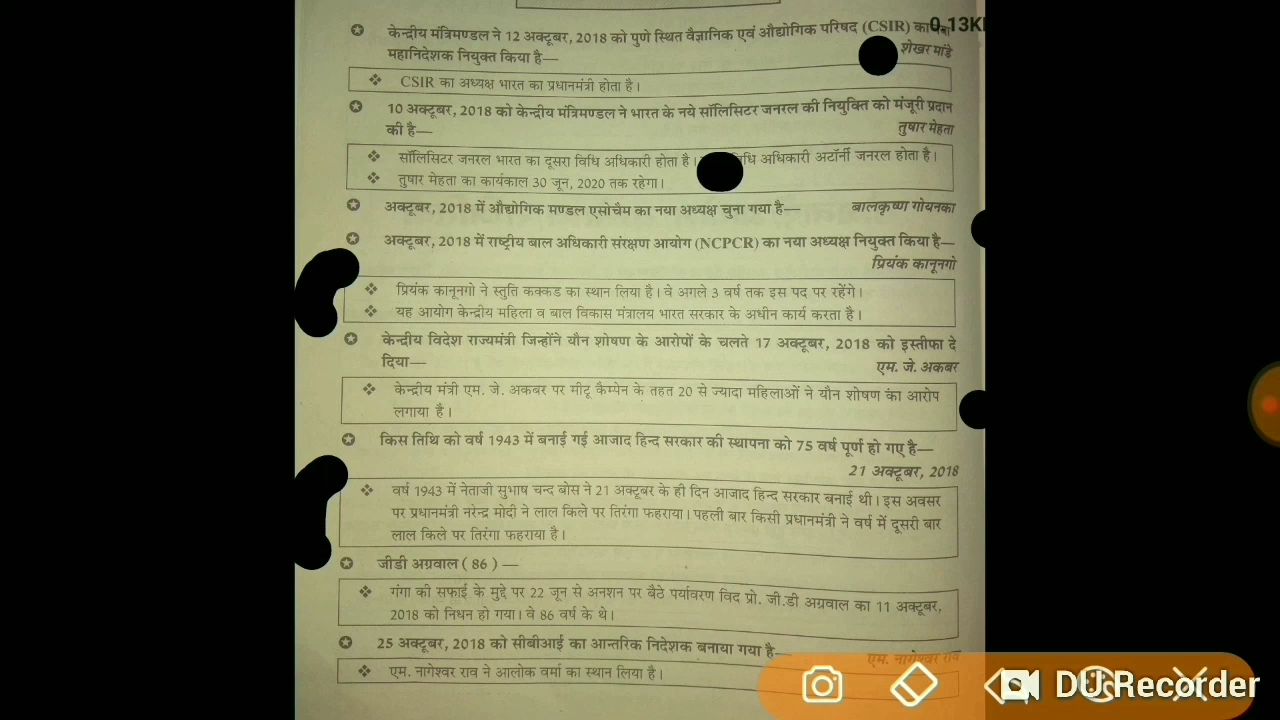 केन्द्रीय मंत्रिमण्डल ने 12 अक्टूबर, 2018 को पुणे स्थित वैज्ञानिक एवं औद्योगिक परिषद (CSIR) का
0.13K
महानिदेशक नियुक्त किया है—
शेखर मांडे
CSIR का अध्यक्ष भारत का प्रधानमंत्री होता है।
10 अक्टूबर, 2018 को केन्द्रीय मंत्रिमण्डल ने भारत के नये सॉलिसिटर जनरल की नियुक्ति को मंजूरी प्रदान
की है—
तुषार मेहता
सॉलिसिटर जनरल भारत का दूसरा विधि अधिकारी होता है। विधि अधिकारी अटॉर्नी जनरल होता है।
तुषार मेहता का कार्यकाल 30 जून, 2020 तक रहेगा।
अक्टूबर, 2018 में औद्योगिक मण्डल एसोचैम का नया अध्यक्ष चुना गया है— बालकृष्ण गोयनका
अक्टूबर, 2018 में राष्ट्रीय बाल अधिकारी संरक्षण आयोग (NCPCR) का नया अध्यक्ष नियुक्त किया है—
प्रियंक कानूनगो
प्रियंक कानूनगो ने स्तुति कक्कड का स्थान लिया है। वे अगले 3 वर्ष तक इस पद पर रहेंगे।
यह आयोग केन्द्रीय महिला व बाल विकास मंत्रालय भारत सरकार के अधीन कार्य करता है।
केन्द्रीय विदेश राज्यमंत्री जिन्होंने यौन शोषण के आरोपों के चलते 17 अक्टूबर, 2018 को इस्तीफा दे
दिया—
एम. जे. अकबर
केन्द्रीय मंत्री एम. जे. अकबर पर मीटू कैम्पेन के तहत 20 से ज्यादा महिलाओं ने यौन शोषण का आरोप
लगाया है।
किस तिथि को वर्ष 1943 में बनाई गई आजाद हिन्द सरकार की स्थापना को 75 वर्ष पूर्ण हो गए है—
21 अक्टूबर, 2018
वर्ष 1943 में नेताजी सुभाष चन्द बोस ने 21 अक्टूबर के ही दिन आजाद हिन्द सरकार बनाई थी। इस अवसर
पर प्रधानमंत्री नरेन्द्र मोदी ने लाल किले पर तिरंगा फहराया। पहली बार किसी प्रधानमंत्री ने वर्ष में दूसरी बार
लाल किले पर तिरंगा फहराया है।
जीडी अग्रवाल ( 86 ) —
गंगा की सफाई के मुद्दे पर 22 जून से अनशन पर बैठे पर्यावरण विद प्रो. जी.डी अग्रवाल का 11 अक्टूबर,
2018 को निधन हो गया। वे 86 वर्ष के थे।
25 अक्टूबर, 2018 को सीबीआई का आन्तरिक निदेशक बनाया गया है—
एम. नागेश्वर राव
एम. नागेश्वर राव ने आलोक वर्मा का स्थान लिया है।
DU Recorder